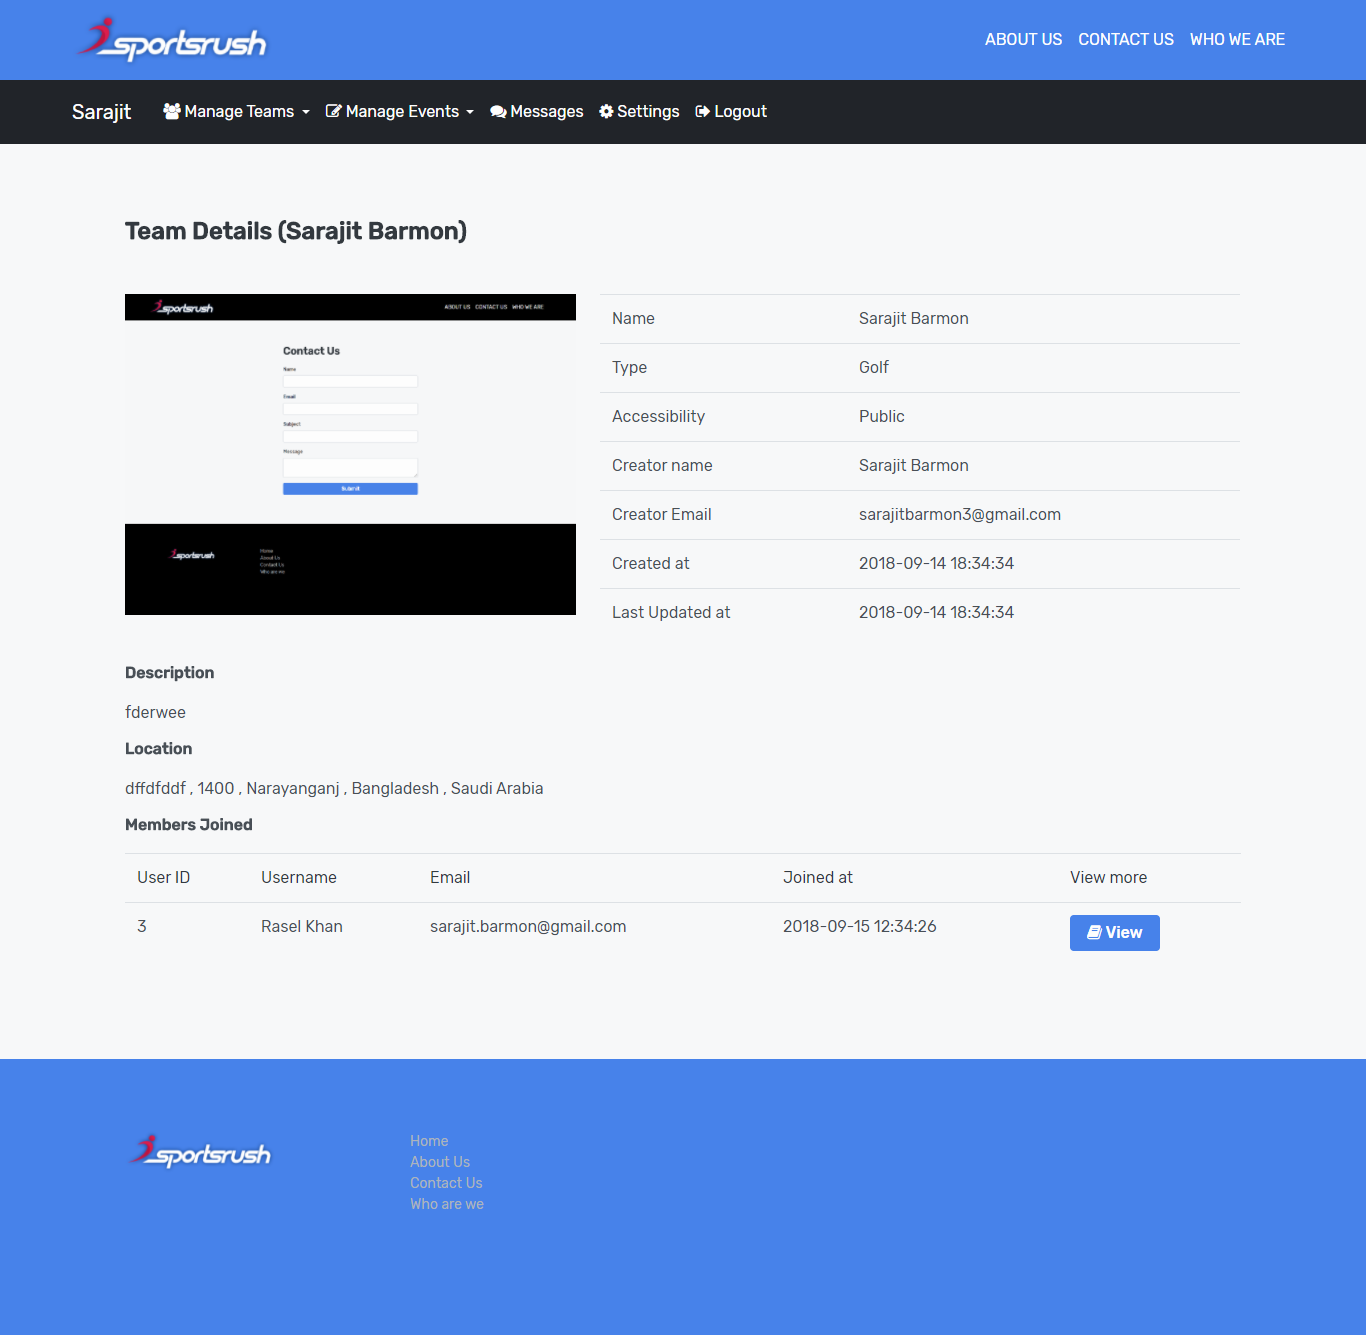 sportsrush
ABOUT US CONTACT US WHO WE ARE
Sarajit Manage Teams Manage Events Messages Settings Logout
Team Details (Sarajit Barmon)
sportsrush
ABOUT US CONTACT US WHO WE ARE
Contact Us
Name
Email
Subject
Message
Submit
sportsrush
Home
About Us
Contact Us
Who are we
Name Sarajit Barmon
Type Golf
Accessibility Public
Creator name Sarajit Barmon
Creator Email sarajitbarmon3@gmail.com
Created at 2018-09-14 18:34:34
Last Updated at 2018-09-14 18:34:34
Description
fderwee
Location
dffdfddf , 1400 , Narayanganj , Bangladesh , Saudi Arabia
Members Joined
User ID Username Email Joined at View more
3 Rasel Khan sarajit.barmon@gmail.com 2018-09-15 12:34:26 View
sportsrush
Home
About Us
Contact Us
Who are we